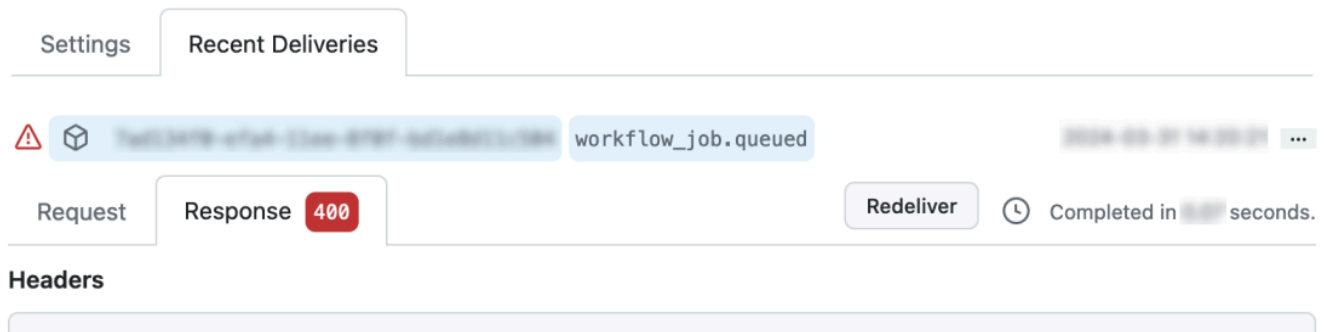 Settings
Recent Deliveries
workflow_job.queued
...
Request
Response 400
Redeliver
Completed in seconds.
Headers